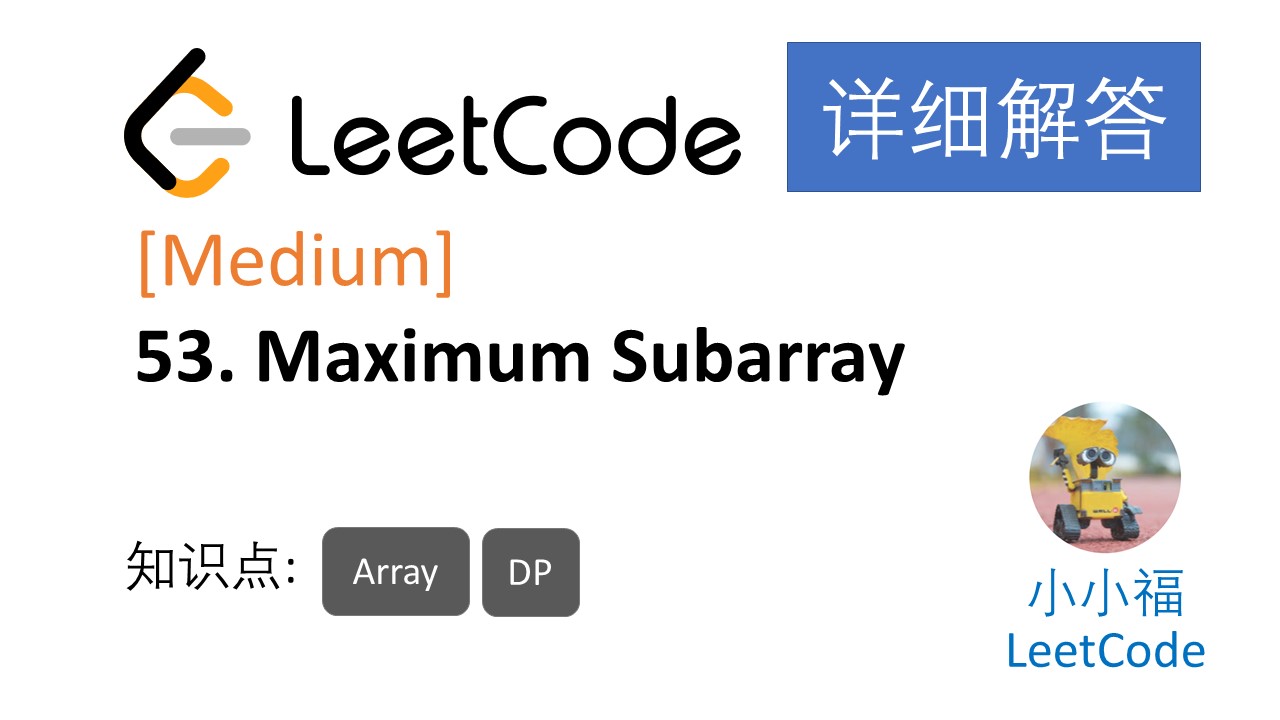 LeetCode
详细解答
[Medium]
53. Maximum Subarray
知识点:
Array
DP
小小福
LeetCode